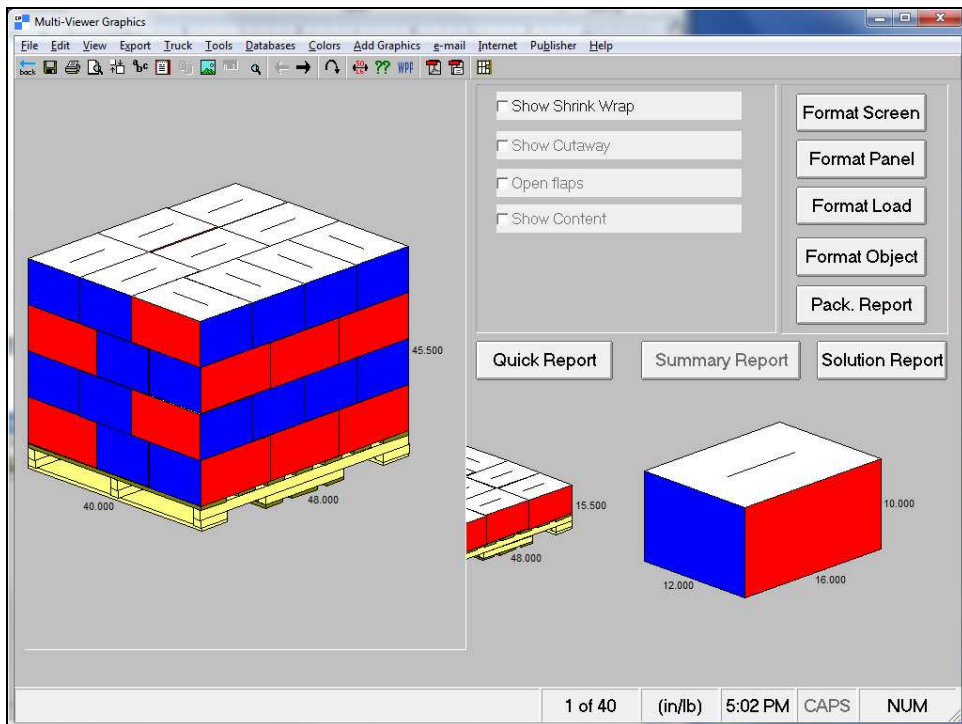 Multi-Viewer Graphics
File Edit View Export Truck Tools Databases Colors Add Graphics e-mail Internet Publisher Help
back abc ?? WPF
Show Shrink Wrap
Show Cutaway
Open flaps
Show Content
Format Screen
Format Panel
Format Load
Format Object
Pack. Report
Quick Report Summary Report Solution Report
45.500
40.000
48.000
15.500
48.000
10.000
12.000
16.000
1 of 40 (in/lb) 5:02 PM CAPS NUM